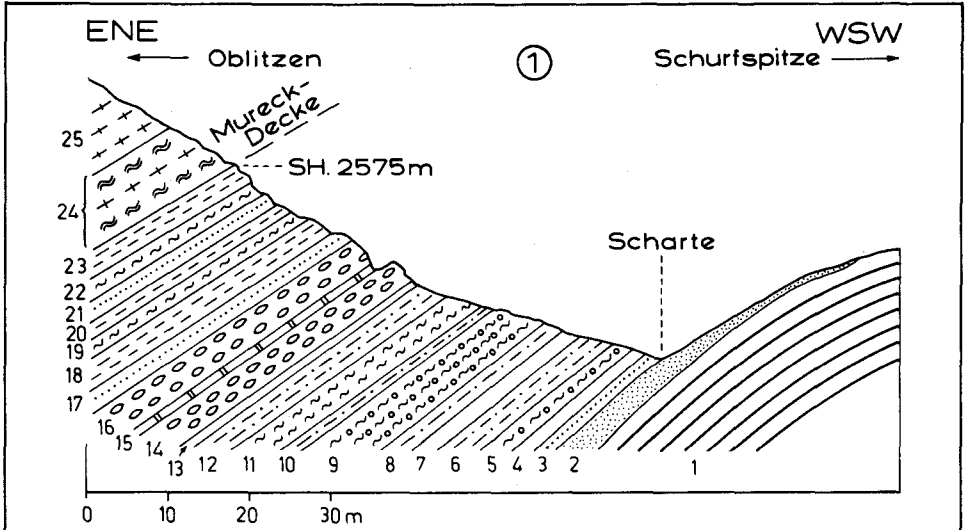 ENE
WSW
← Oblitzen
①
Schurfspitze →
Mureck-
Decke
SH. 2575m
Scharte
25
24
23
22
21
20
19
18
17
16
15
14
13
12
11
10
9
8
7
6
5
4
3
2
1
0 10 20 30 m